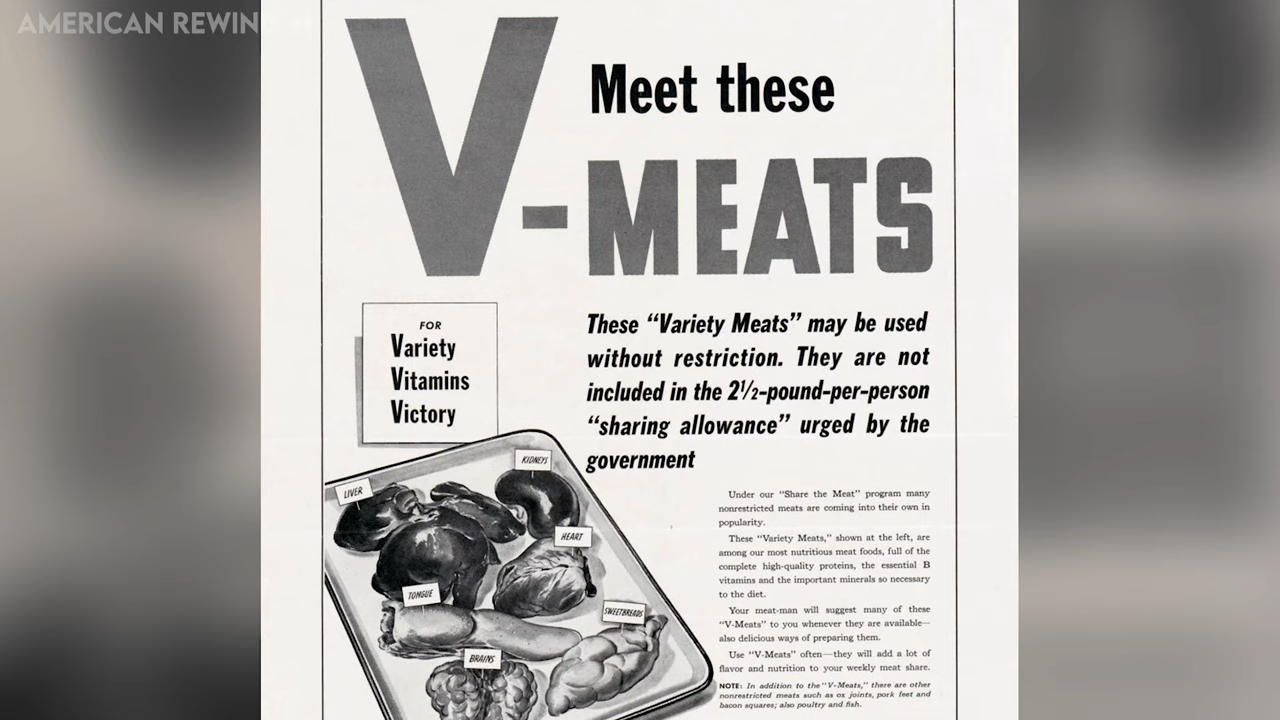 AMERICAN REWIN
V-MEATS
Meet these
FOR
Variety
Vitamins
Victory
These “Variety Meats” may be used
without restriction. They are not
included in the 2½-pound-per-person
“sharing allowance” urged by the
government
KIDNEYS
LIVER
HEART
TONGUE
SWEETBREADS
BRAINS
Under our “Share the Meat” program many
nonrestricted meats are coming into their own in
popularity.
These “Variety Meats,” shown at the left, are
among our most nutritious meat foods, full of the
complete high-quality proteins, the essential B
vitamins and the important minerals so necessary
to the diet.
Your meat-man will suggest many of these
“V-Meats” to you whenever they are available—
also delicious ways of preparing them.
Use “V-Meats” often—they will add a lot of
flavor and nutrition to your weekly meat share.
NOTE: In addition to the “V-Meats,” there are other
nonrestricted meats such as ox joints, pork feet and
bacon squares; also poultry and fish.